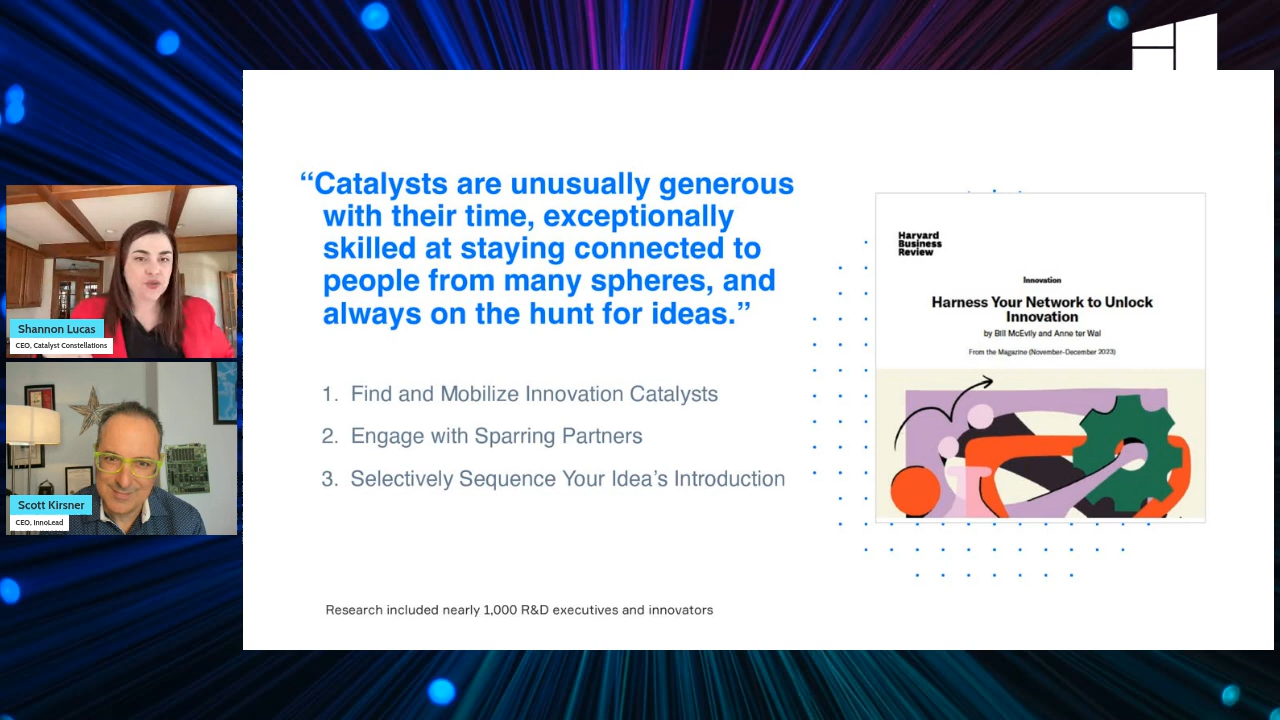 “Catalysts are unusually generous
with their time, exceptionally
skilled at staying connected to
people from many spheres, and
always on the hunt for ideas.”
1. Find and Mobilize Innovation Catalysts
2. Engage with Sparring Partners
3. Selectively Sequence Your Idea’s Introduction
Research included nearly 1,000 R&D executives and innovators
Harvard
Business
Review
Innovation
Harness Your Network to Unlock
Innovation
by Bill McEvily and Anne ter Wal
From the Magazine (November–December 2023)
Shannon Lucas
CEO, Catalyst Constellations
Scott Kirsner
CEO, InnoLead